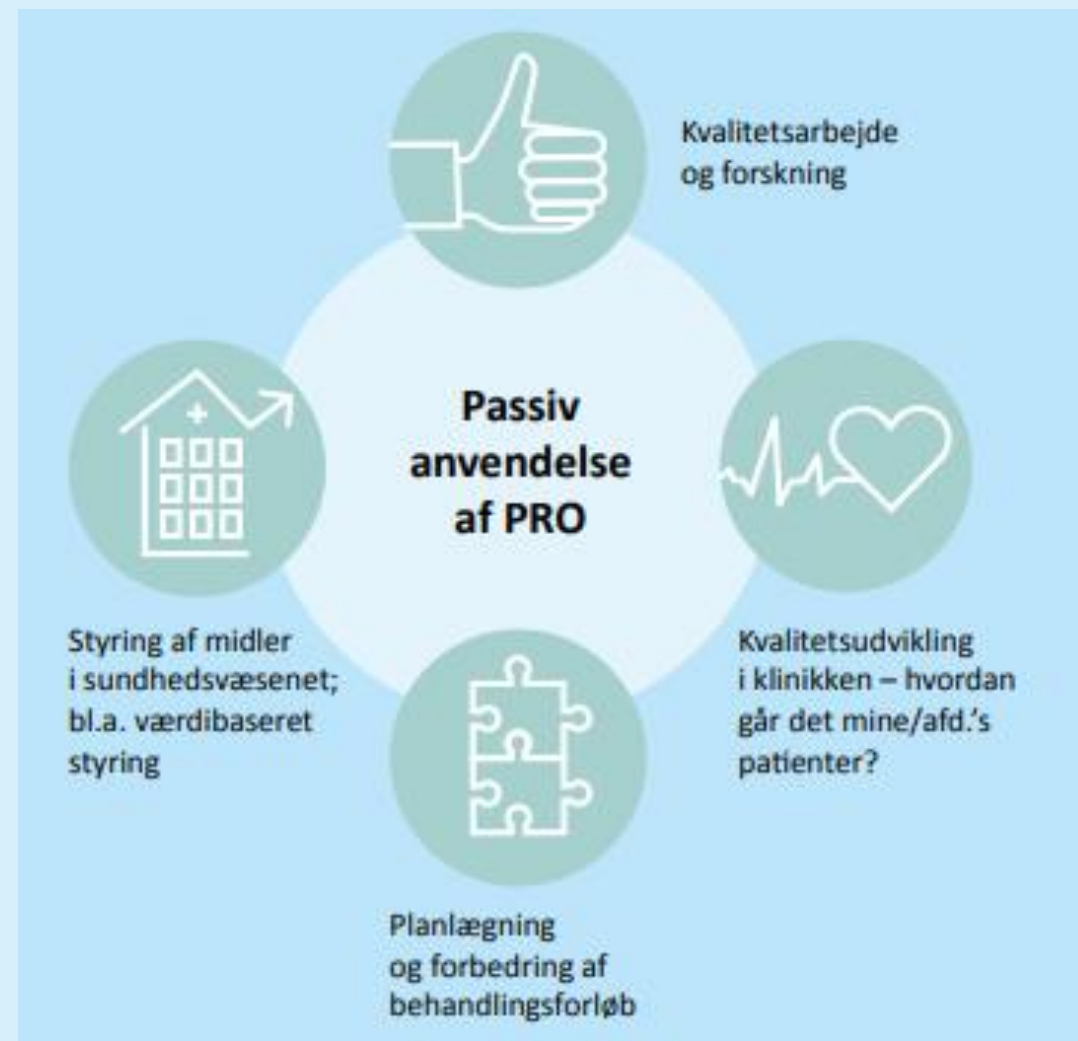 Kvalitetsarbejde
og forskning
Passiv
anvendelse
af PRO
Styring af midler
i sundhedsvæsenet;
bl.a. værdibaseret
styring
Kvalitetsudvikling
i klinikken – hvordan
går det mine/afd.'s
patienter?
Planlægning
og forbedring af
behandlingsforløb